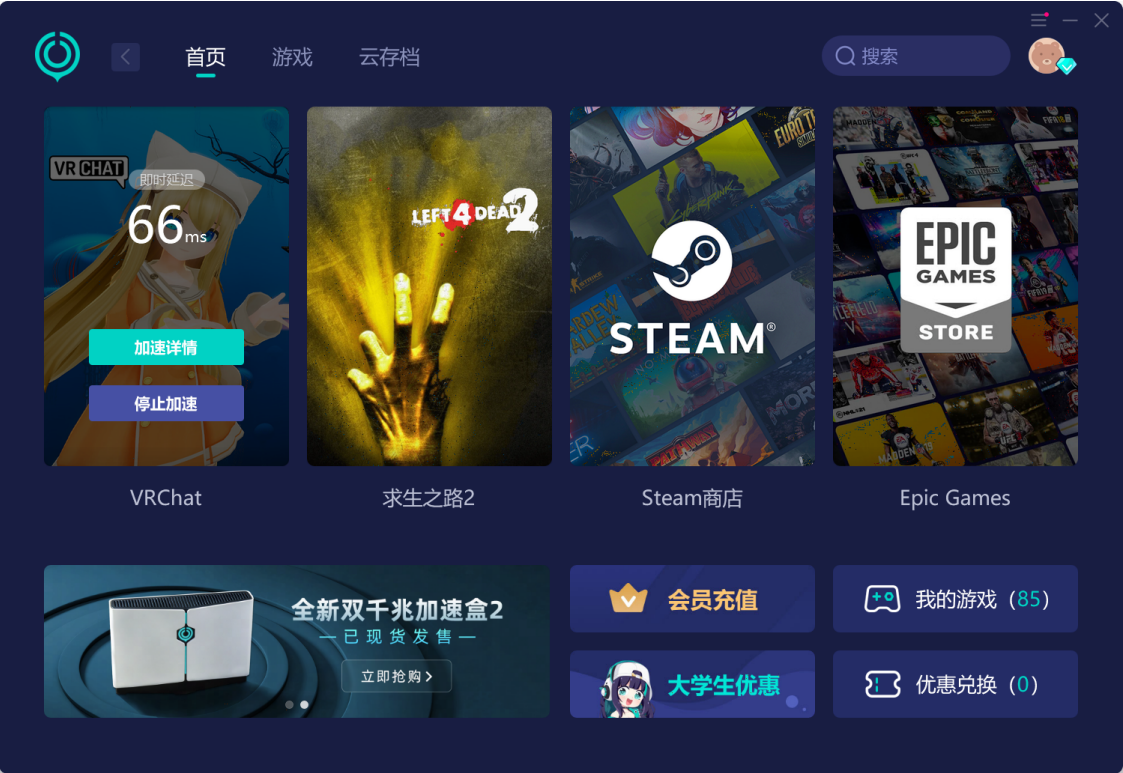 首页
游戏
云存档
搜索
VRCHAT
即时延迟
66ms
加速详情
停止加速
LEFT 4 DEAD 2
CYBERPUNK
STEAM®
EPIC
GAMES
STORE
VRChat
求生之路2
Steam商店
Epic Games
全新双千兆加速盒2
已现货发售
立即抢购
会员充值
大学生优惠
我的游戏（85）
优惠兑换（0）